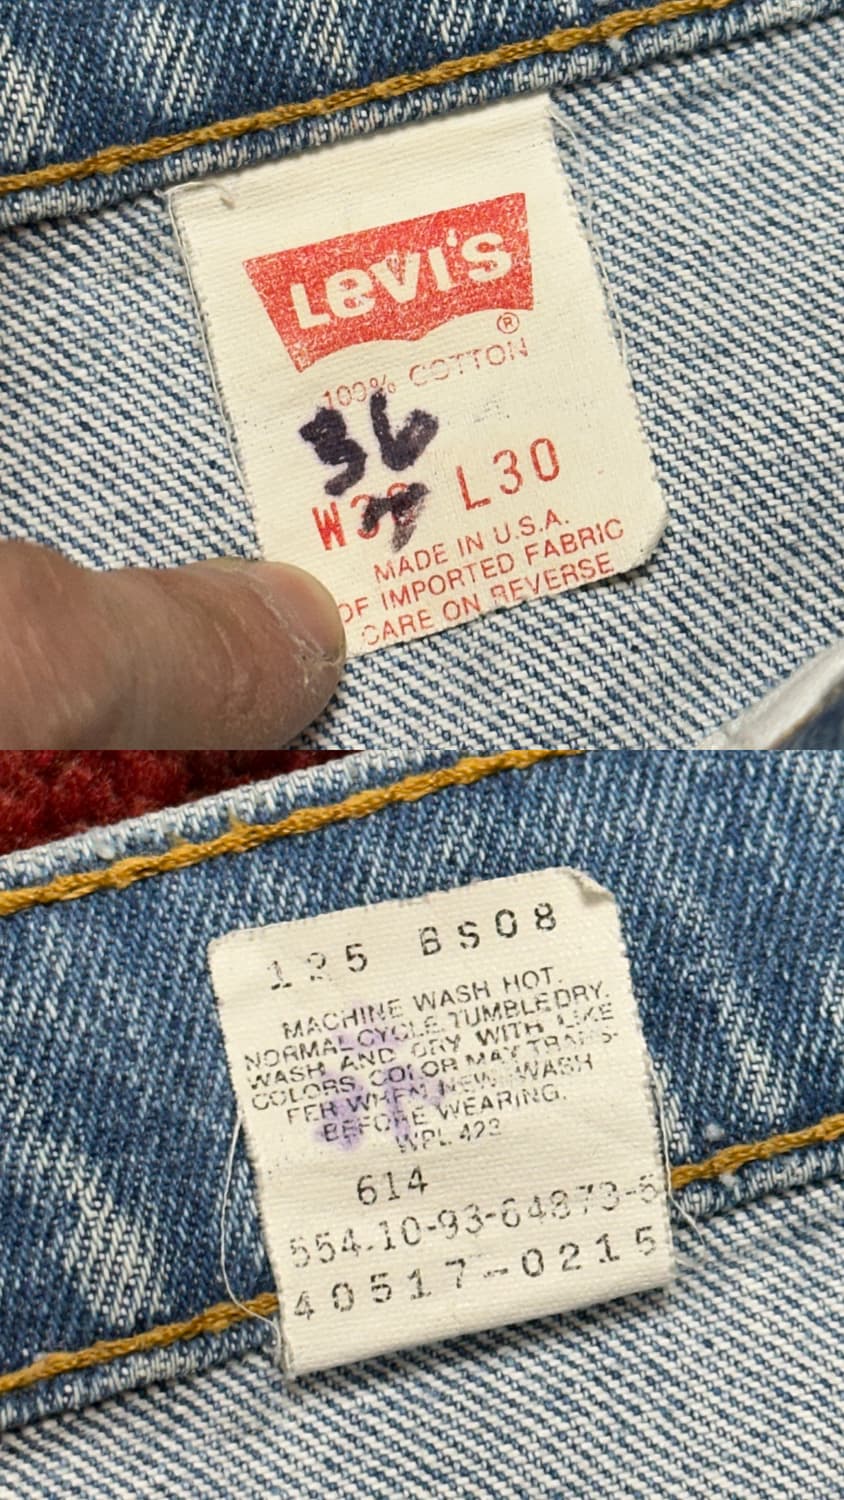 Levi's
®
100% COTTON
36
L30
MADE IN U.S.A.
OF IMPORTED FABRIC
CARE ON REVERSE
BS08
MACHINE WASH HOT.
NORMAL CYCLE. TUMBLE DRY.
WASH AND DRY WITH LIKE
COLORS. COLOR MAY TRANS-
FER WHEN NEW. WASH
BEFORE WEARING.
WPL 423
614
554-10-93-64873-5
40517-0215